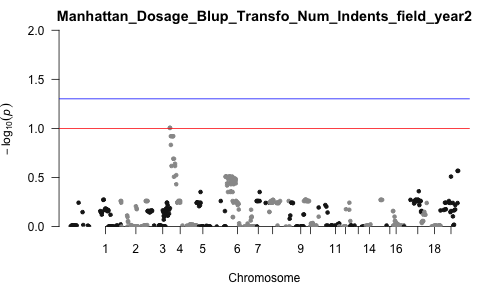 Manhattan_Dosage_Blup_Transfo_Num_Indents_field_year2
2.0
1.5
1.0
0.5
0.0
− log10(p)
1 2 3 4 5 6 7 9 11 14 16 18
Chromosome